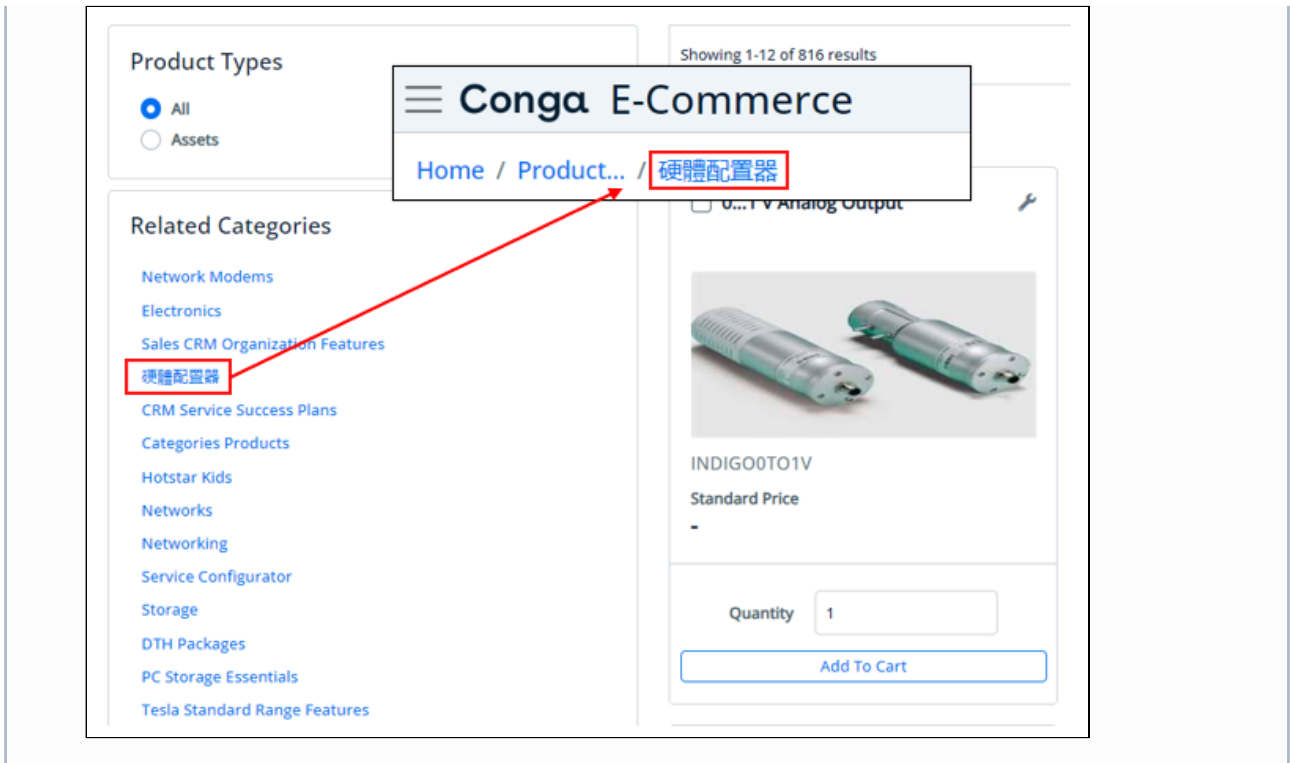 Product Types
All
Assets
Related Categories
Network Modems
Electronics
Sales CRM Organization Features
硬體配置器
CRM Service Success Plans
Categories Products
Hotstar Kids
Networks
Networking
Service Configurator
Storage
DTH Packages
PC Storage Essentials
Tesla Standard Range Features
Conga E-Commerce
Home / Product... / 硬體配置器
Showing 1-12 of 816 results
0...1 V Analog Output
INDIGO0TO1V
Standard Price
-
Quantity 1
Add To Cart